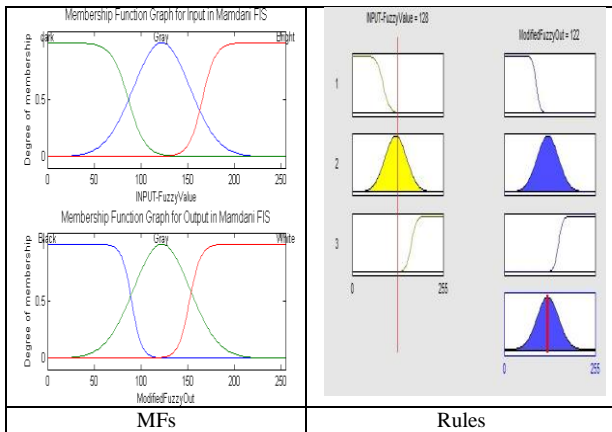 Membership Function Graph for Input in Mamdani FIS
dark Gray Bright
1
0.5
0
Degree of membership
0 50 100 150 200 250
INPUT-FuzzyValue
Membership Function Graph for Output in Mamdani FIS
Black Gray White
1
0.5
0
Degree of membership
0 50 100 150 200 250
ModifiedFuzzyOut
MFs
INPUT-FuzzyValue = 128
ModifiedFuzzyOut = 122
1
2
3
0 255
0 255
Rules